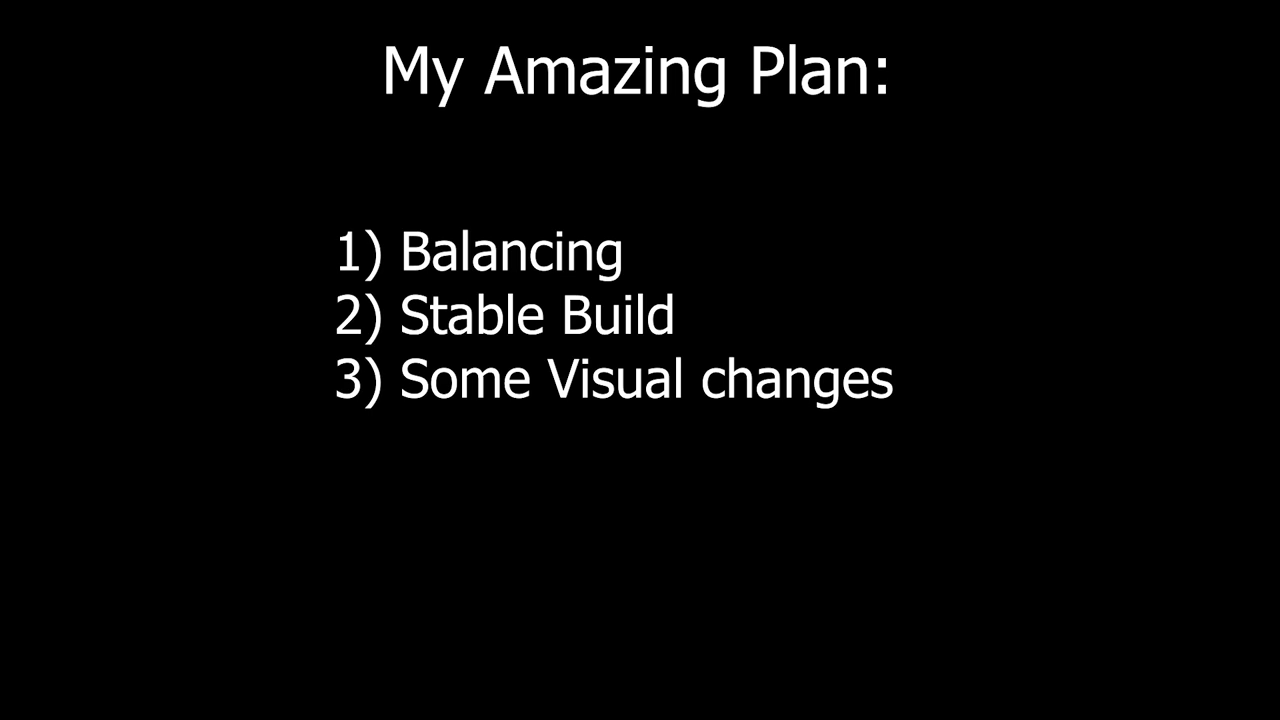 My Amazing Plan:
1) Balancing
2) Stable Build
3) Some Visual changes